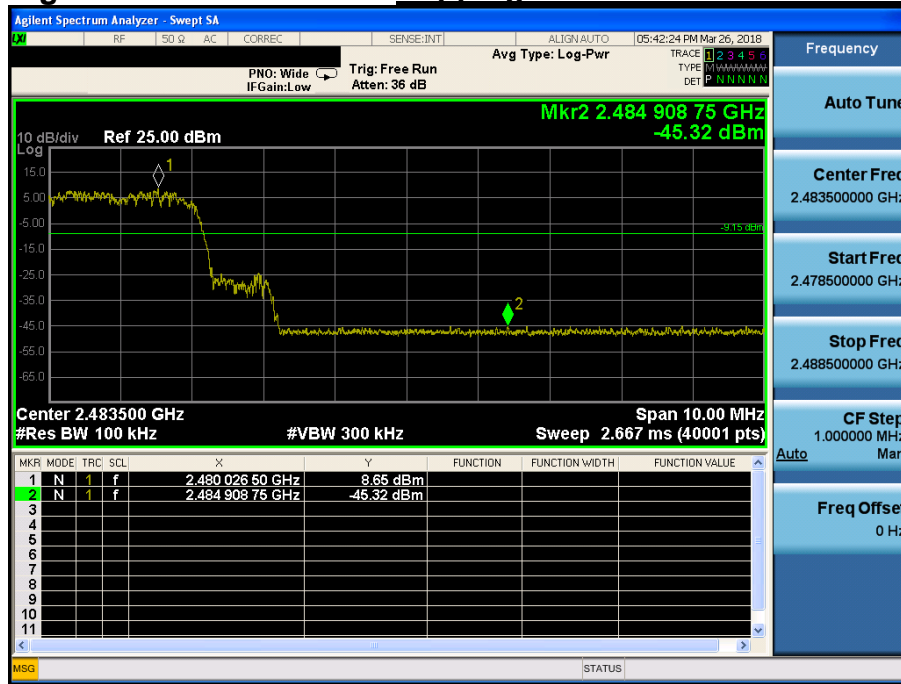 Agilent Spectrum Analyzer - Swept SA
LXI RF 50 Ω AC CORREC SENSE:INT ALIGN AUTO 05:42:24 PM Mar 26, 2018
Avg Type: Log-Pwr
TRACE 1 2 3 4 5 6
TYPE M W W W W W
DET P N N N N N
PNO: Wide Trig: Free Run
IFGain:Low Atten: 36 dB
Mkr2 2.484 908 75 GHz
-45.32 dBm
10 dB/div Ref 25.00 dBm
Log
15.0
5.00
-5.00
-15.0
-25.0
-35.0
-45.0
-55.0
-65.0
1
2
-9.15 dBm
Center 2.483500 GHz Span 10.00 MHz
#Res BW 100 kHz #VBW 300 kHz Sweep 2.667 ms (40001 pts)
MKR MODE TRC SCL X Y FUNCTION FUNCTION WIDTH FUNCTION VALUE
1 N 1 f 2.480 026 50 GHz 8.65 dBm
2 N 1 f 2.484 908 75 GHz -45.32 dBm
3
4
5
6
7
8
9
10
11
MSG STATUS
Frequency
Auto Tune
Center Freq
2.483500000 GHz
Start Freq
2.478500000 GHz
Stop Freq
2.488500000 GHz
CF Step
1.000000 MHz
Auto Man
Freq Offset
0 Hz